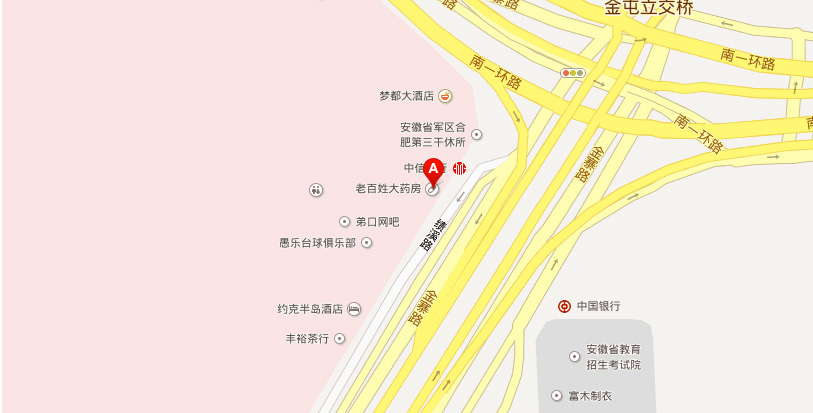 金屯立交桥
南一环路
南一环路
梦都大酒店
安徽省军区合
肥第三干休所
南一环路
金寨路
中信
行
A
老百姓大药房
弟口网吧
绩溪路
愚乐台球俱乐部
金寨路
约克半岛酒店
中国银行
丰裕茶行
安徽省教育
招生考试院
富木制衣